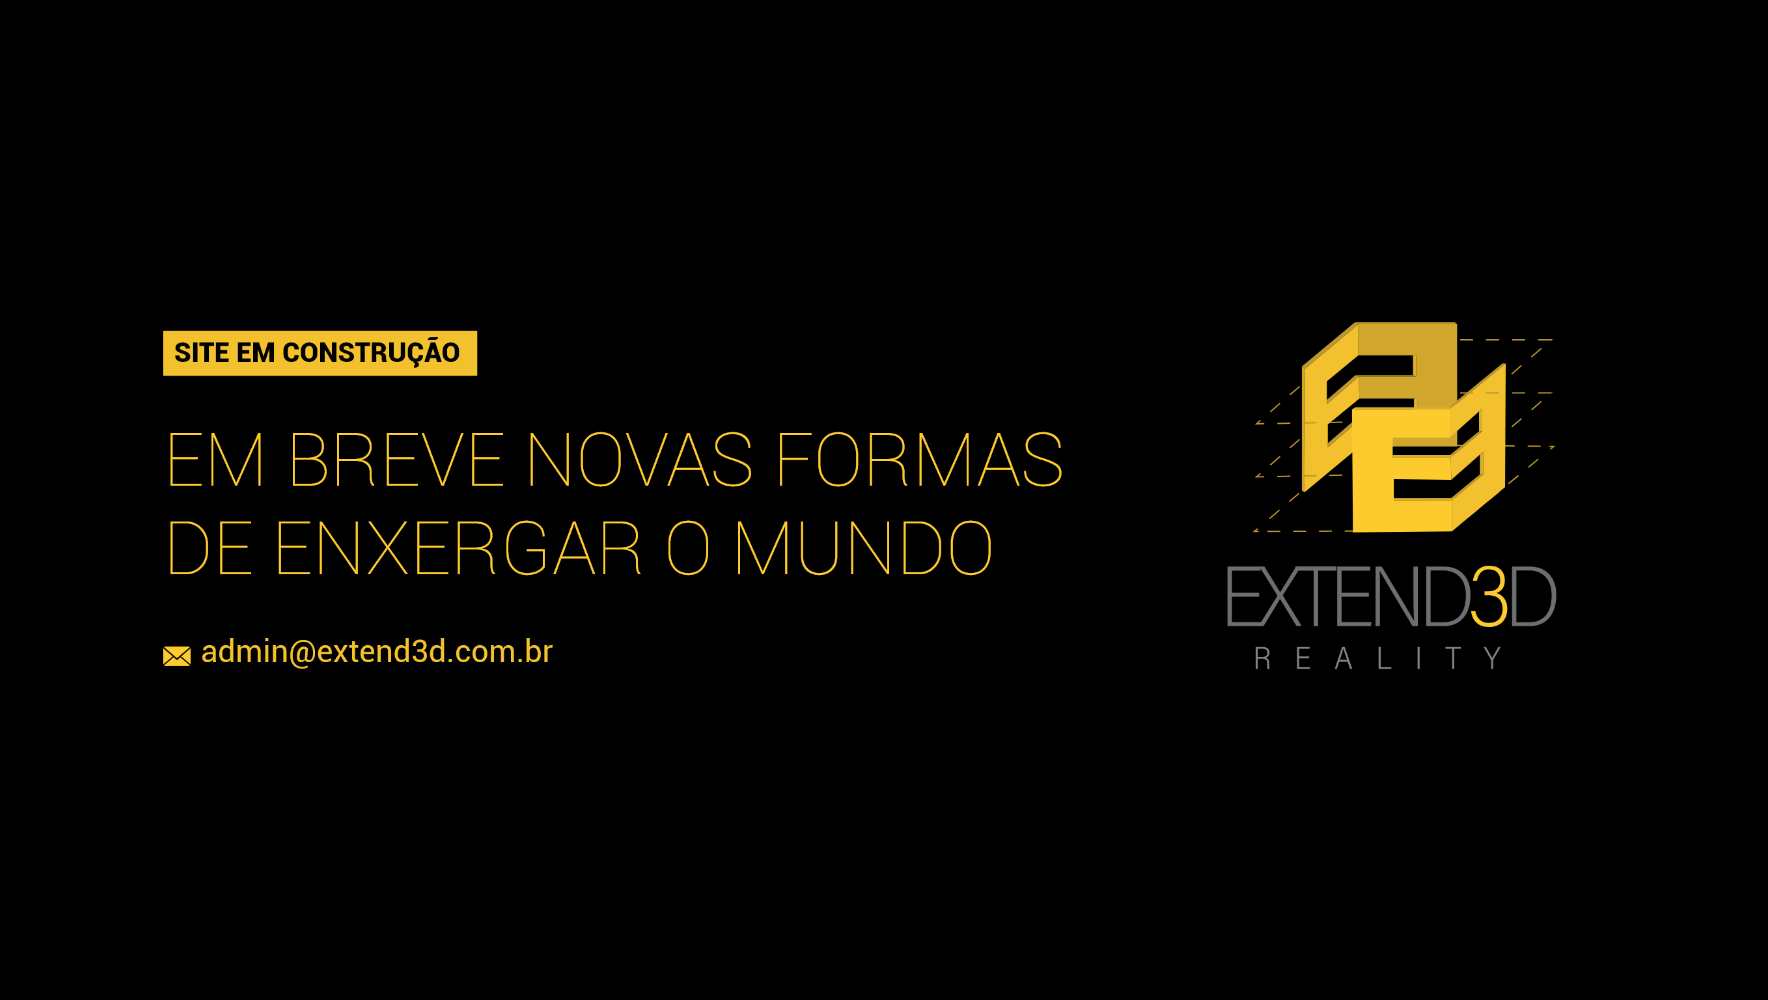 SITE EM CONSTRUÇÃO
EM BREVE NOVAS FORMAS
DE ENXERGAR O MUNDO
admin@extend3d.com.br
EXTEND3D
REALITY